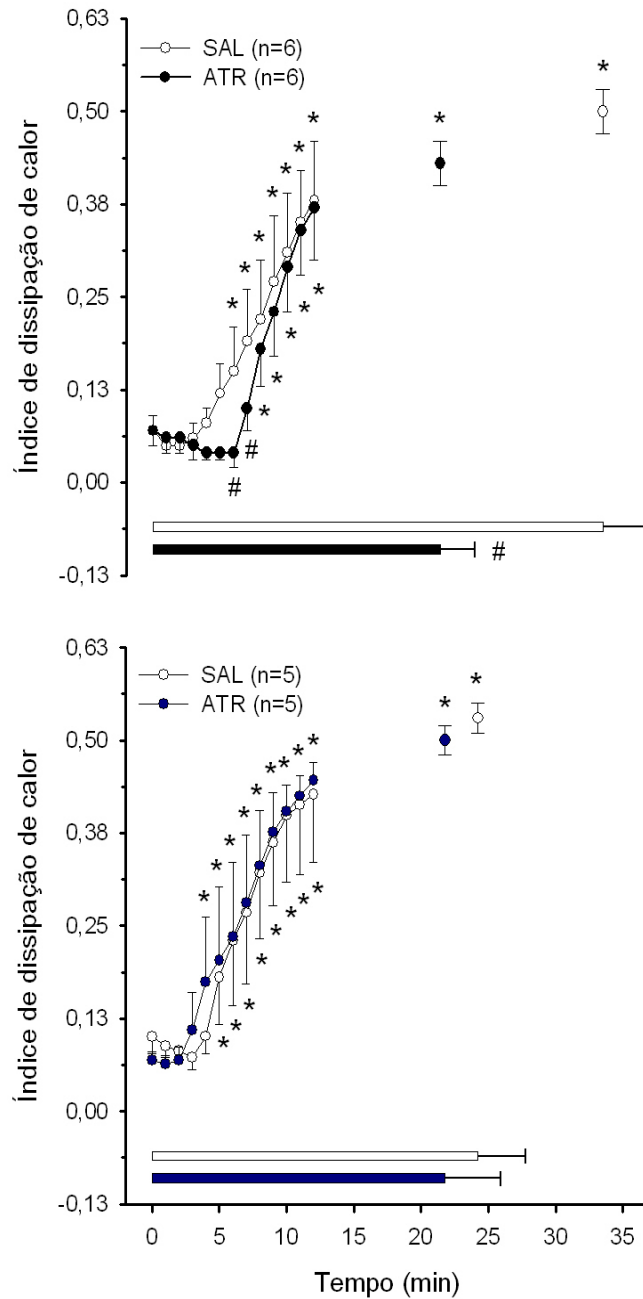 0,63
SAL (n=6)
ATR (n=6)
* *
0,50
*
0,38
0,25
0,13
0,00
-0,13
Índice de dissipação de calor
* * * * * * *
* * * * *
# #
#
0,63
SAL (n=5)
ATR (n=5)
* *
0,50
0,38
0,25
0,13
0,00
-0,13
Índice de dissipação de calor
* * * * * * * * *
* * * * * * * *
0 5 10 15 20 25 30 35
Tempo (min)